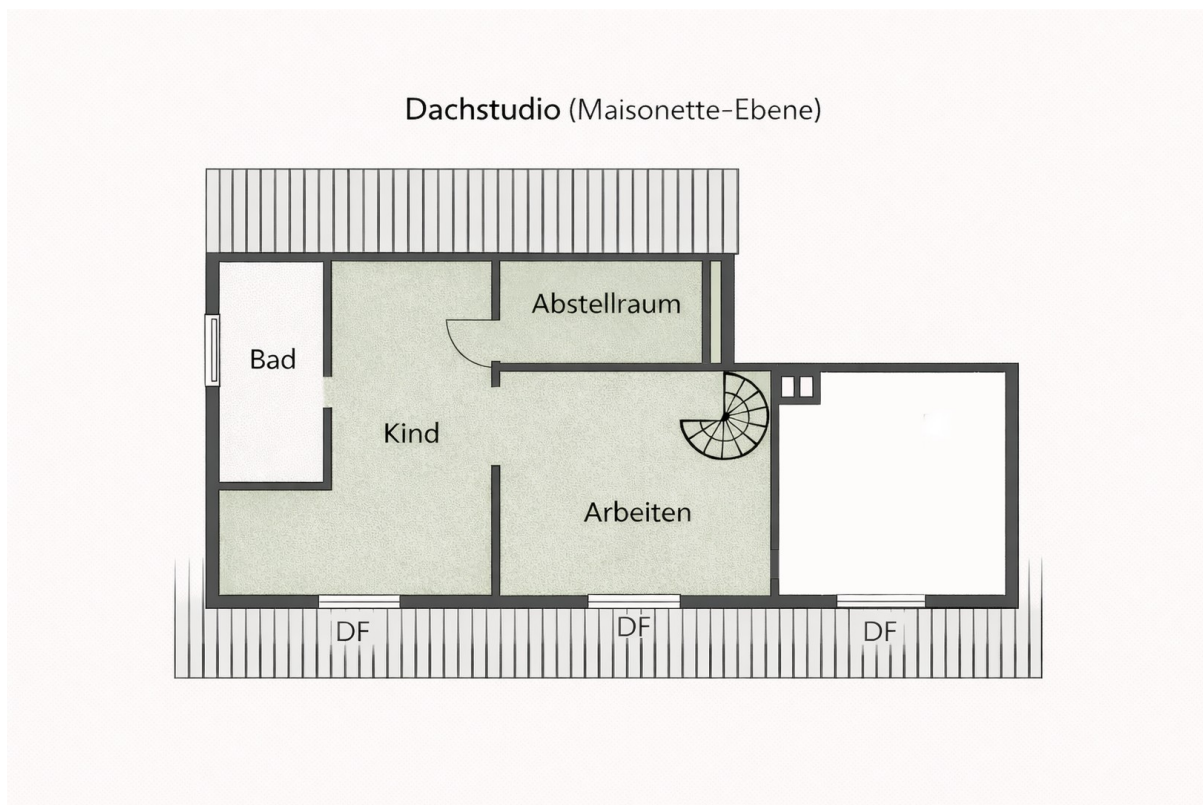 Dachstudio (Maisonette-Ebene)
Abstellraum
Bad
Kind
Arbeiten
DF
DF
DF